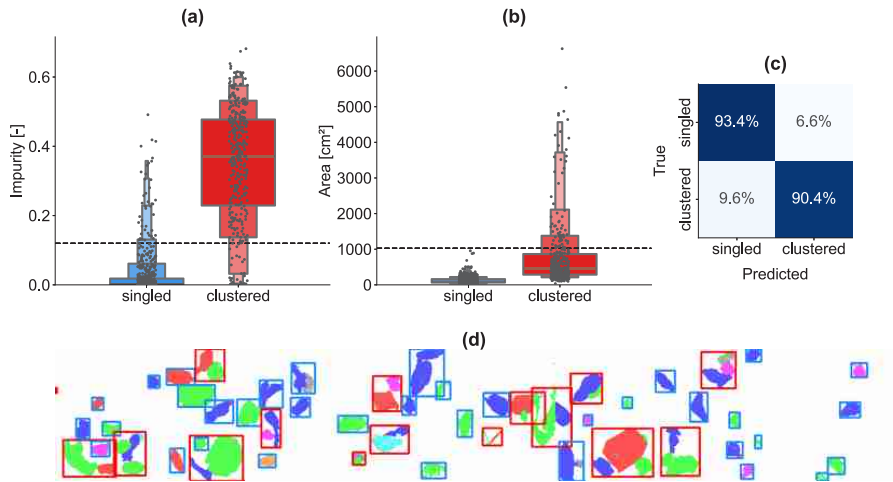 (a)
(b)
(c)
Impurity [-]
0.6
0.4
0.2
0.0
singled
clustered
Area [cm²]
6000
5000
4000
3000
2000
1000
0
singled
clustered
True
singled
clustered
93.4%
6.6%
9.6%
90.4%
singled
clustered
Predicted
(d)